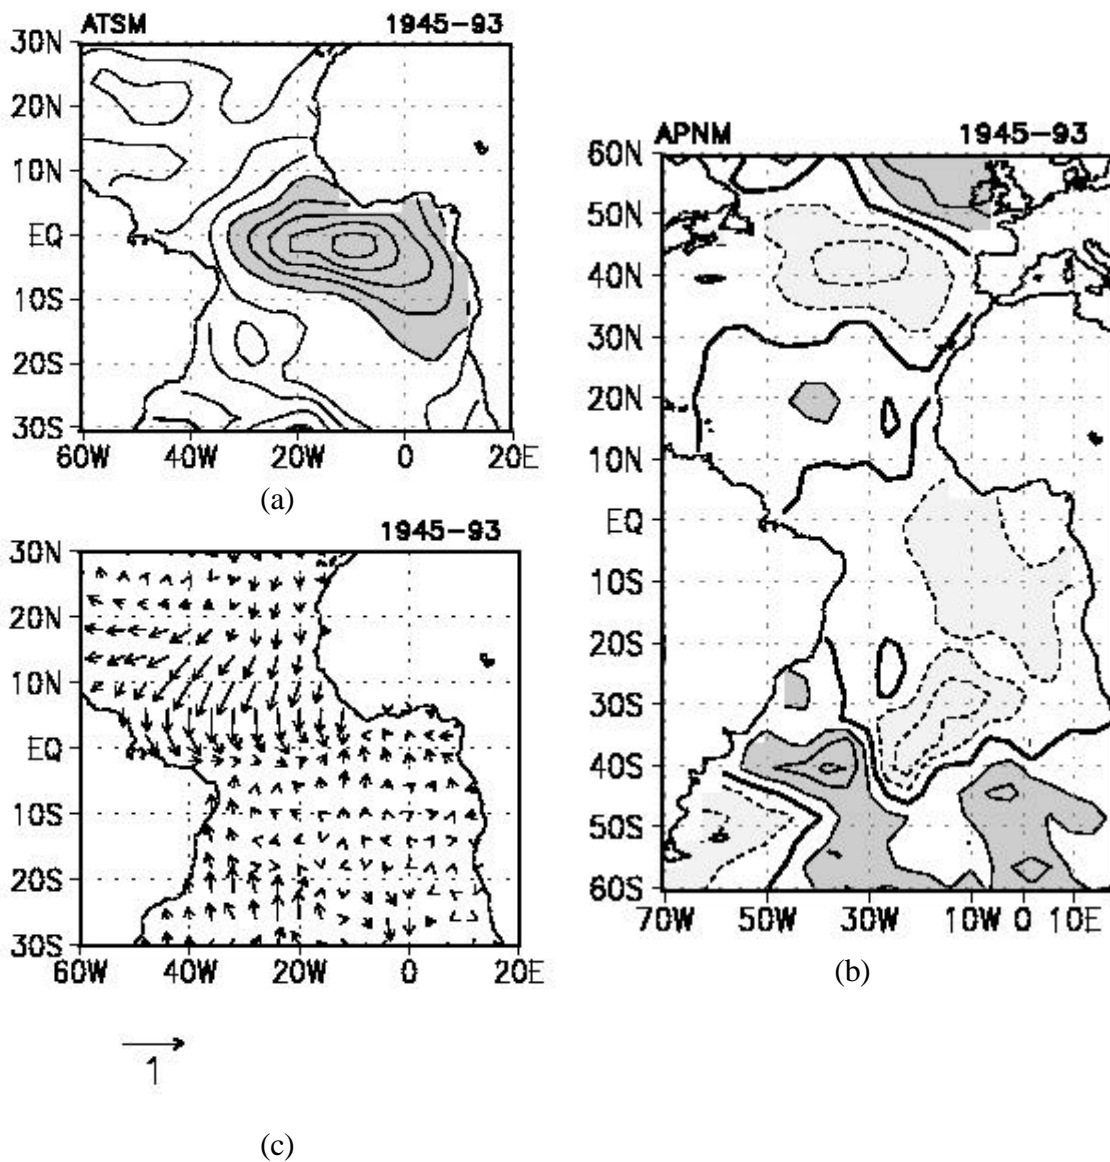 ATSM 1945-93
30N
20N
10N
EQ
10S
20S
30S
60W 40W 20W 0 20E
(a)
1945-93
30N
20N
10N
EQ
10S
20S
30S
60W 40W 20W 0 20E
1
(c)
APNM 1945-93
60N
50N
40N
30N
20N
10N
EQ
10S
20S
30S
40S
50S
60S
70W 50W 30W 10W 0 10E
(b)